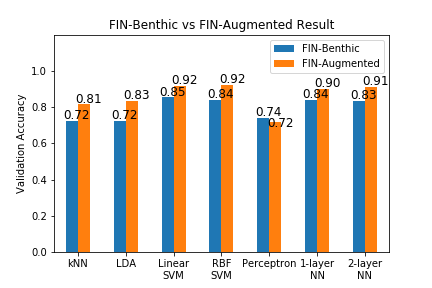 FIN-Benthic vs FIN-Augmented Result
FIN-Benthic
FIN-Augmented
Validation Accuracy
1.0
0.8
0.6
0.4
0.2
0.0
0.72 0.81
0.72 0.83
0.85 0.92
0.84 0.92
0.74 0.72
0.84 0.90
0.83 0.91
kNN
LDA
Linear
SVM
RBF
SVM
Perceptron
1-layer
NN
2-layer
NN